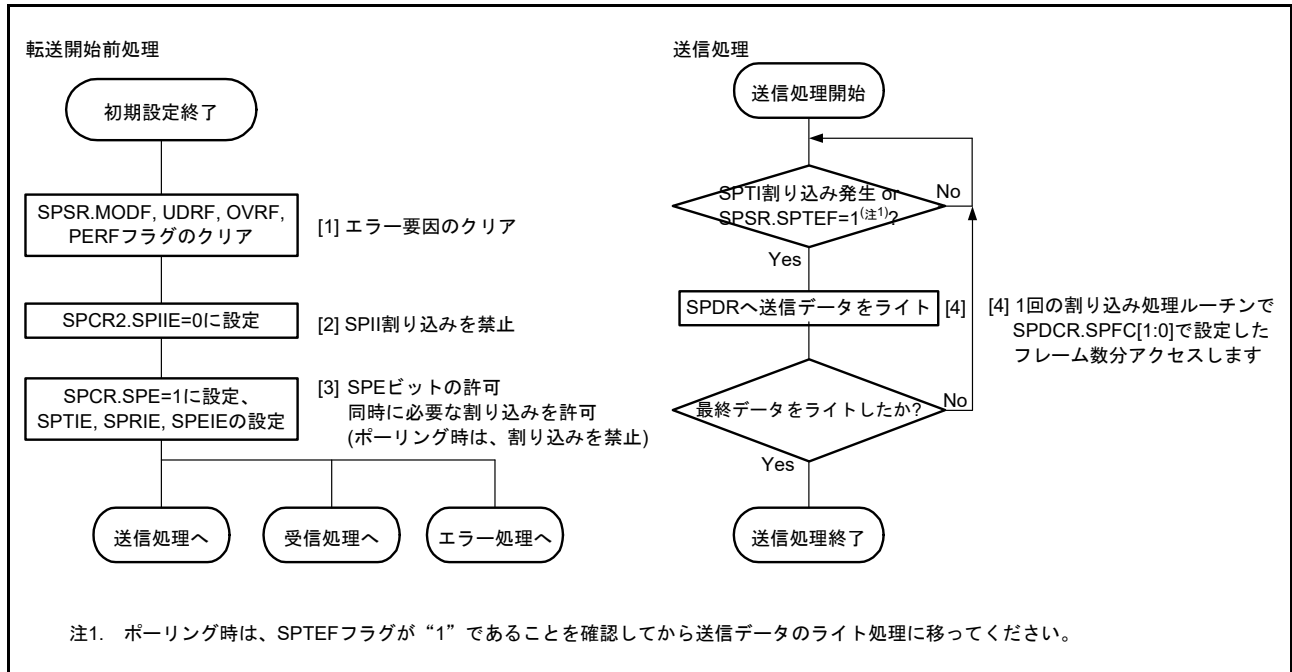 転送開始前処理
初期設定終了
SPSR.MODF, UDRF, OVRF,
PERFフラグのクリア
[1] エラー要因のクリア
SPCR2.SPIIE=0に設定
[2] SPII割り込みを禁止
SPCR.SPE=1に設定、
SPTIE, SPRIE, SPEIEの設定
[3] SPEビットの許可
同時に必要な割り込みを許可
(ポーリング時は、割り込みを禁止)
送信処理へ
受信処理へ
エラー処理へ
送信処理
送信処理開始
SPTI割り込み発生 or
SPSR.SPTEF=1(注1)?
No
Yes
SPDRへ送信データをライト
[4]
[4] 1回の割り込み処理ルーチンで
SPDCR.SPFC[1:0]で設定した
フレーム数分アクセスします
最終データをライトしたか?
No
Yes
送信処理終了
注1. ポーリング時は、SPTEFフラグが“1”であることを確認してから送信データのライト処理に移ってください。